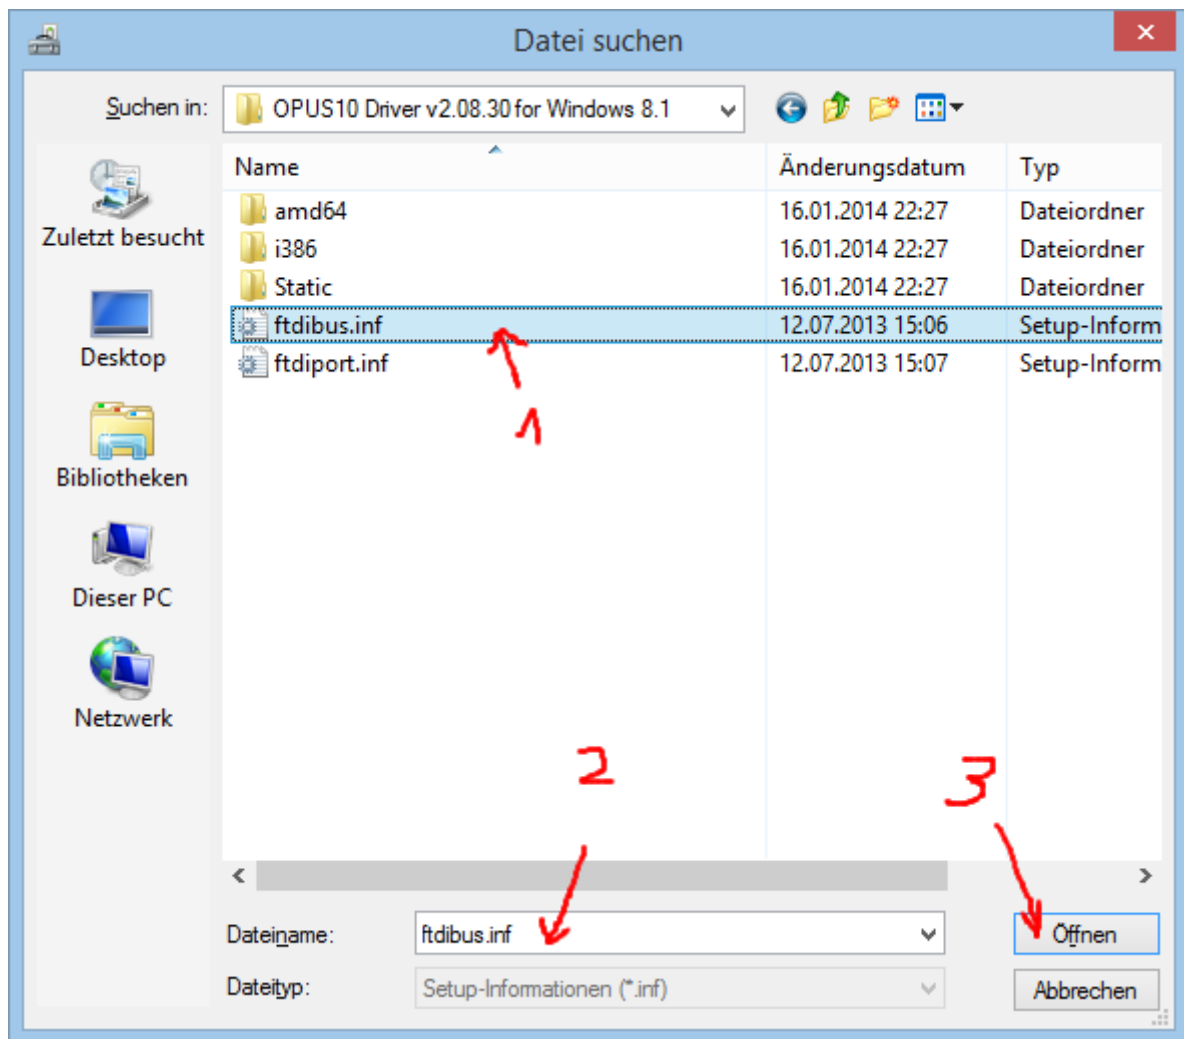 Datei suchen
Suchen in: OPUS10 Driver v2.08.30 for Windows 8.1
Name Änderungsdatum Typ
amd64 16.01.2014 22:27 Dateiordner
i386 16.01.2014 22:27 Dateiordner
Static 16.01.2014 22:27 Dateiordner
ftdibus.inf 12.07.2013 15:06 Setup-Inform
ftdiport.inf 12.07.2013 15:07 Setup-Inform
Zuletzt besucht
Desktop
Bibliotheken
Dieser PC
Netzwerk
1
2
3
Dateiname: ftdibus.inf Öffnen
Dateityp: Setup-Informationen (*.inf) Abbrechen